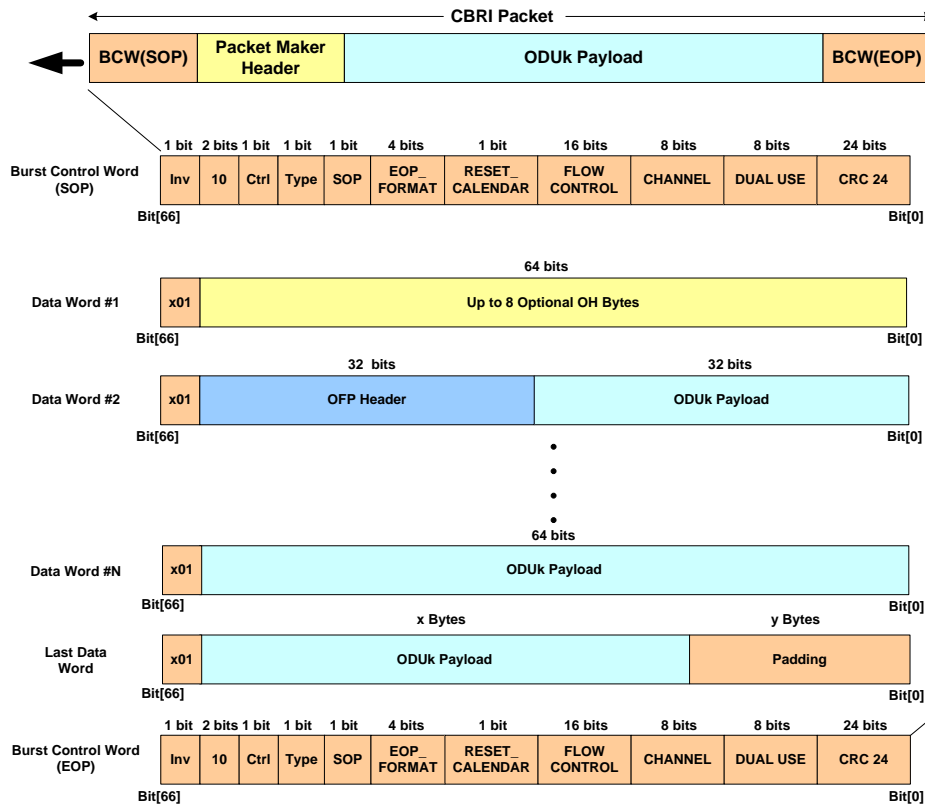 CBRI Packet
BCW(SOP) Packet Maker Header ODUk Payload BCW(EOP)
1 bit 2 bits 1 bit 1 bit 1 bit 4 bits 1 bit 16 bits 8 bits 8 bits 24 bits
Burst Control Word (SOP)
Inv 10 Ctrl Type SOP EOP_ FORMAT RESET_ CALENDAR FLOW CONTROL CHANNEL DUAL USE CRC 24
Bit[66] Bit[0]
64 bits
Data Word #1 x01 Up to 8 Optional OH Bytes
Bit[66] Bit[0]
32 bits 32 bits
Data Word #2 x01 OFP Header ODUk Payload
Bit[66] Bit[0]
64 bits
Data Word #N x01 ODUk Payload
Bit[66] Bit[0]
x Bytes y Bytes
Last Data Word x01 ODUk Payload Padding
Bit[66] Bit[0]
1 bit 2 bits 1 bit 1 bit 1 bit 4 bits 1 bit 16 bits 8 bits 8 bits 24 bits
Burst Control Word (EOP)
Inv 10 Ctrl Type SOP EOP_ FORMAT RESET_ CALENDAR FLOW CONTROL CHANNEL DUAL USE CRC 24
Bit[66] Bit[0]